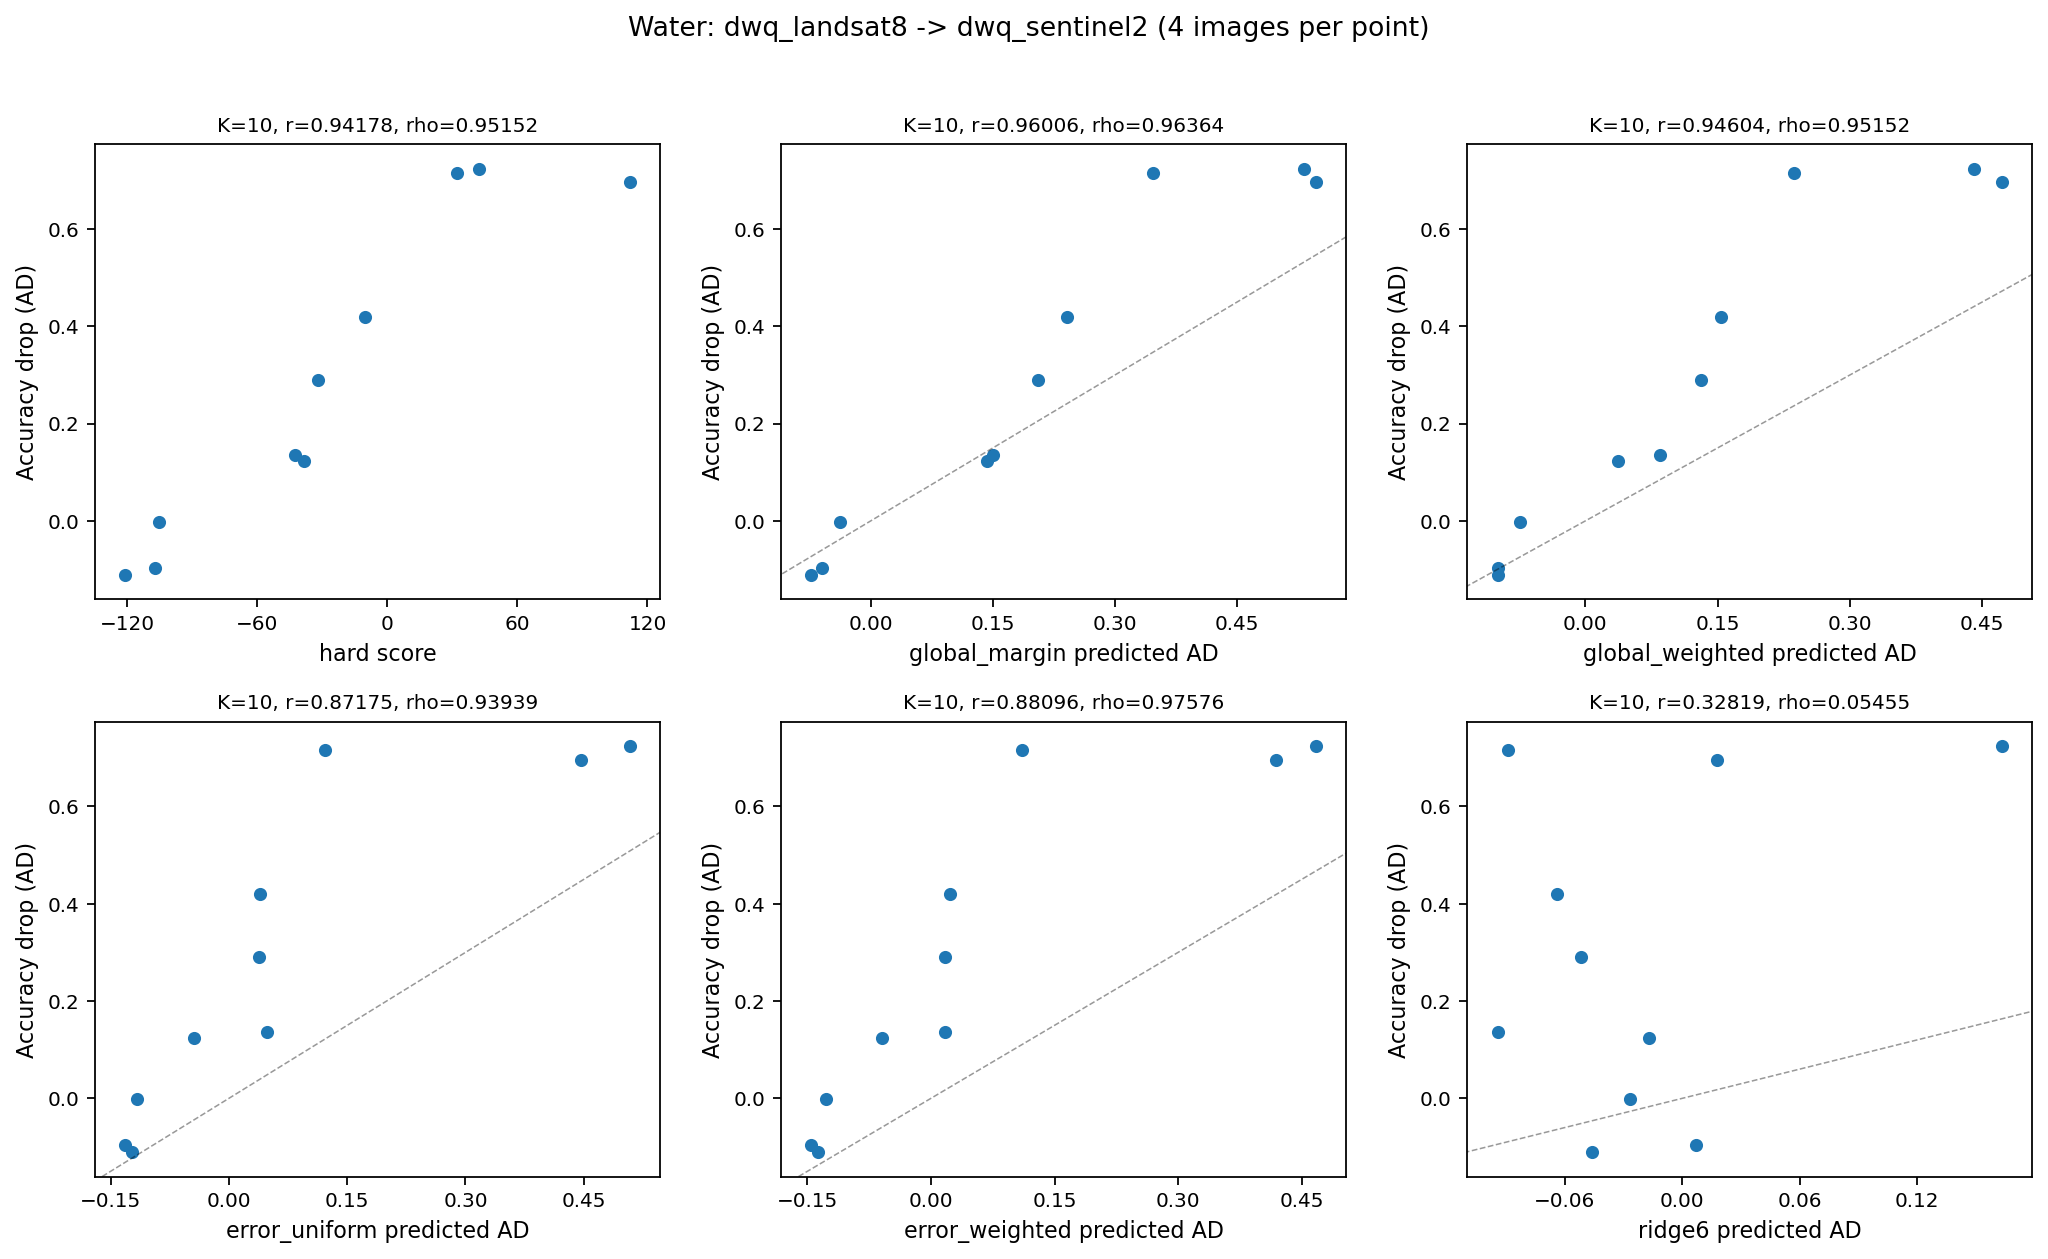 Water: dwq_landsat8 -> dwq_sentinel2 (4 images per point)
K=10, r=0.94178, rho=0.95152
Accuracy drop (AD)
0.6
0.4
0.2
0.0
−120
−60
0
60
120
hard score
K=10, r=0.96006, rho=0.96364
Accuracy drop (AD)
0.6
0.4
0.2
0.0
0.00
0.15
0.30
0.45
global_margin predicted AD
K=10, r=0.94604, rho=0.95152
Accuracy drop (AD)
0.6
0.4
0.2
0.0
0.00
0.15
0.30
0.45
global_weighted predicted AD
K=10, r=0.87175, rho=0.93939
Accuracy drop (AD)
0.6
0.4
0.2
0.0
−0.15
0.00
0.15
0.30
0.45
error_uniform predicted AD
K=10, r=0.88096, rho=0.97576
Accuracy drop (AD)
0.6
0.4
0.2
0.0
−0.15
0.00
0.15
0.30
0.45
error_weighted predicted AD
K=10, r=0.32819, rho=0.05455
Accuracy drop (AD)
0.6
0.4
0.2
0.0
−0.06
0.00
0.06
0.12
ridge6 predicted AD